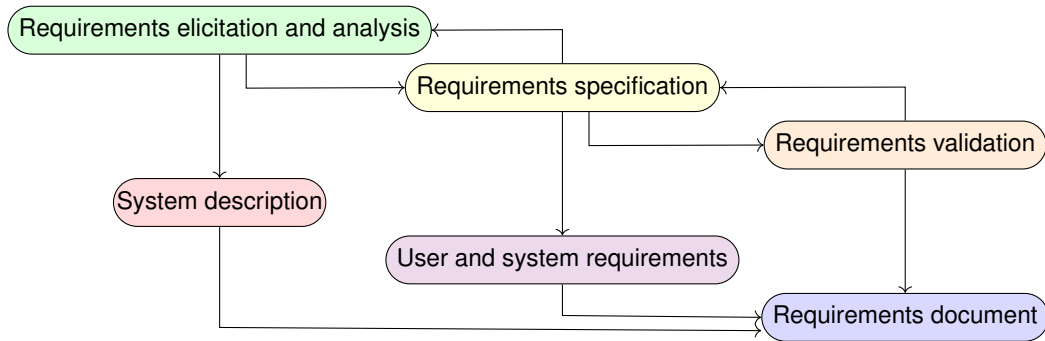 Requirements elicitation and analysis
Requirements specification
Requirements validation
System description
User and system requirements
Requirements document